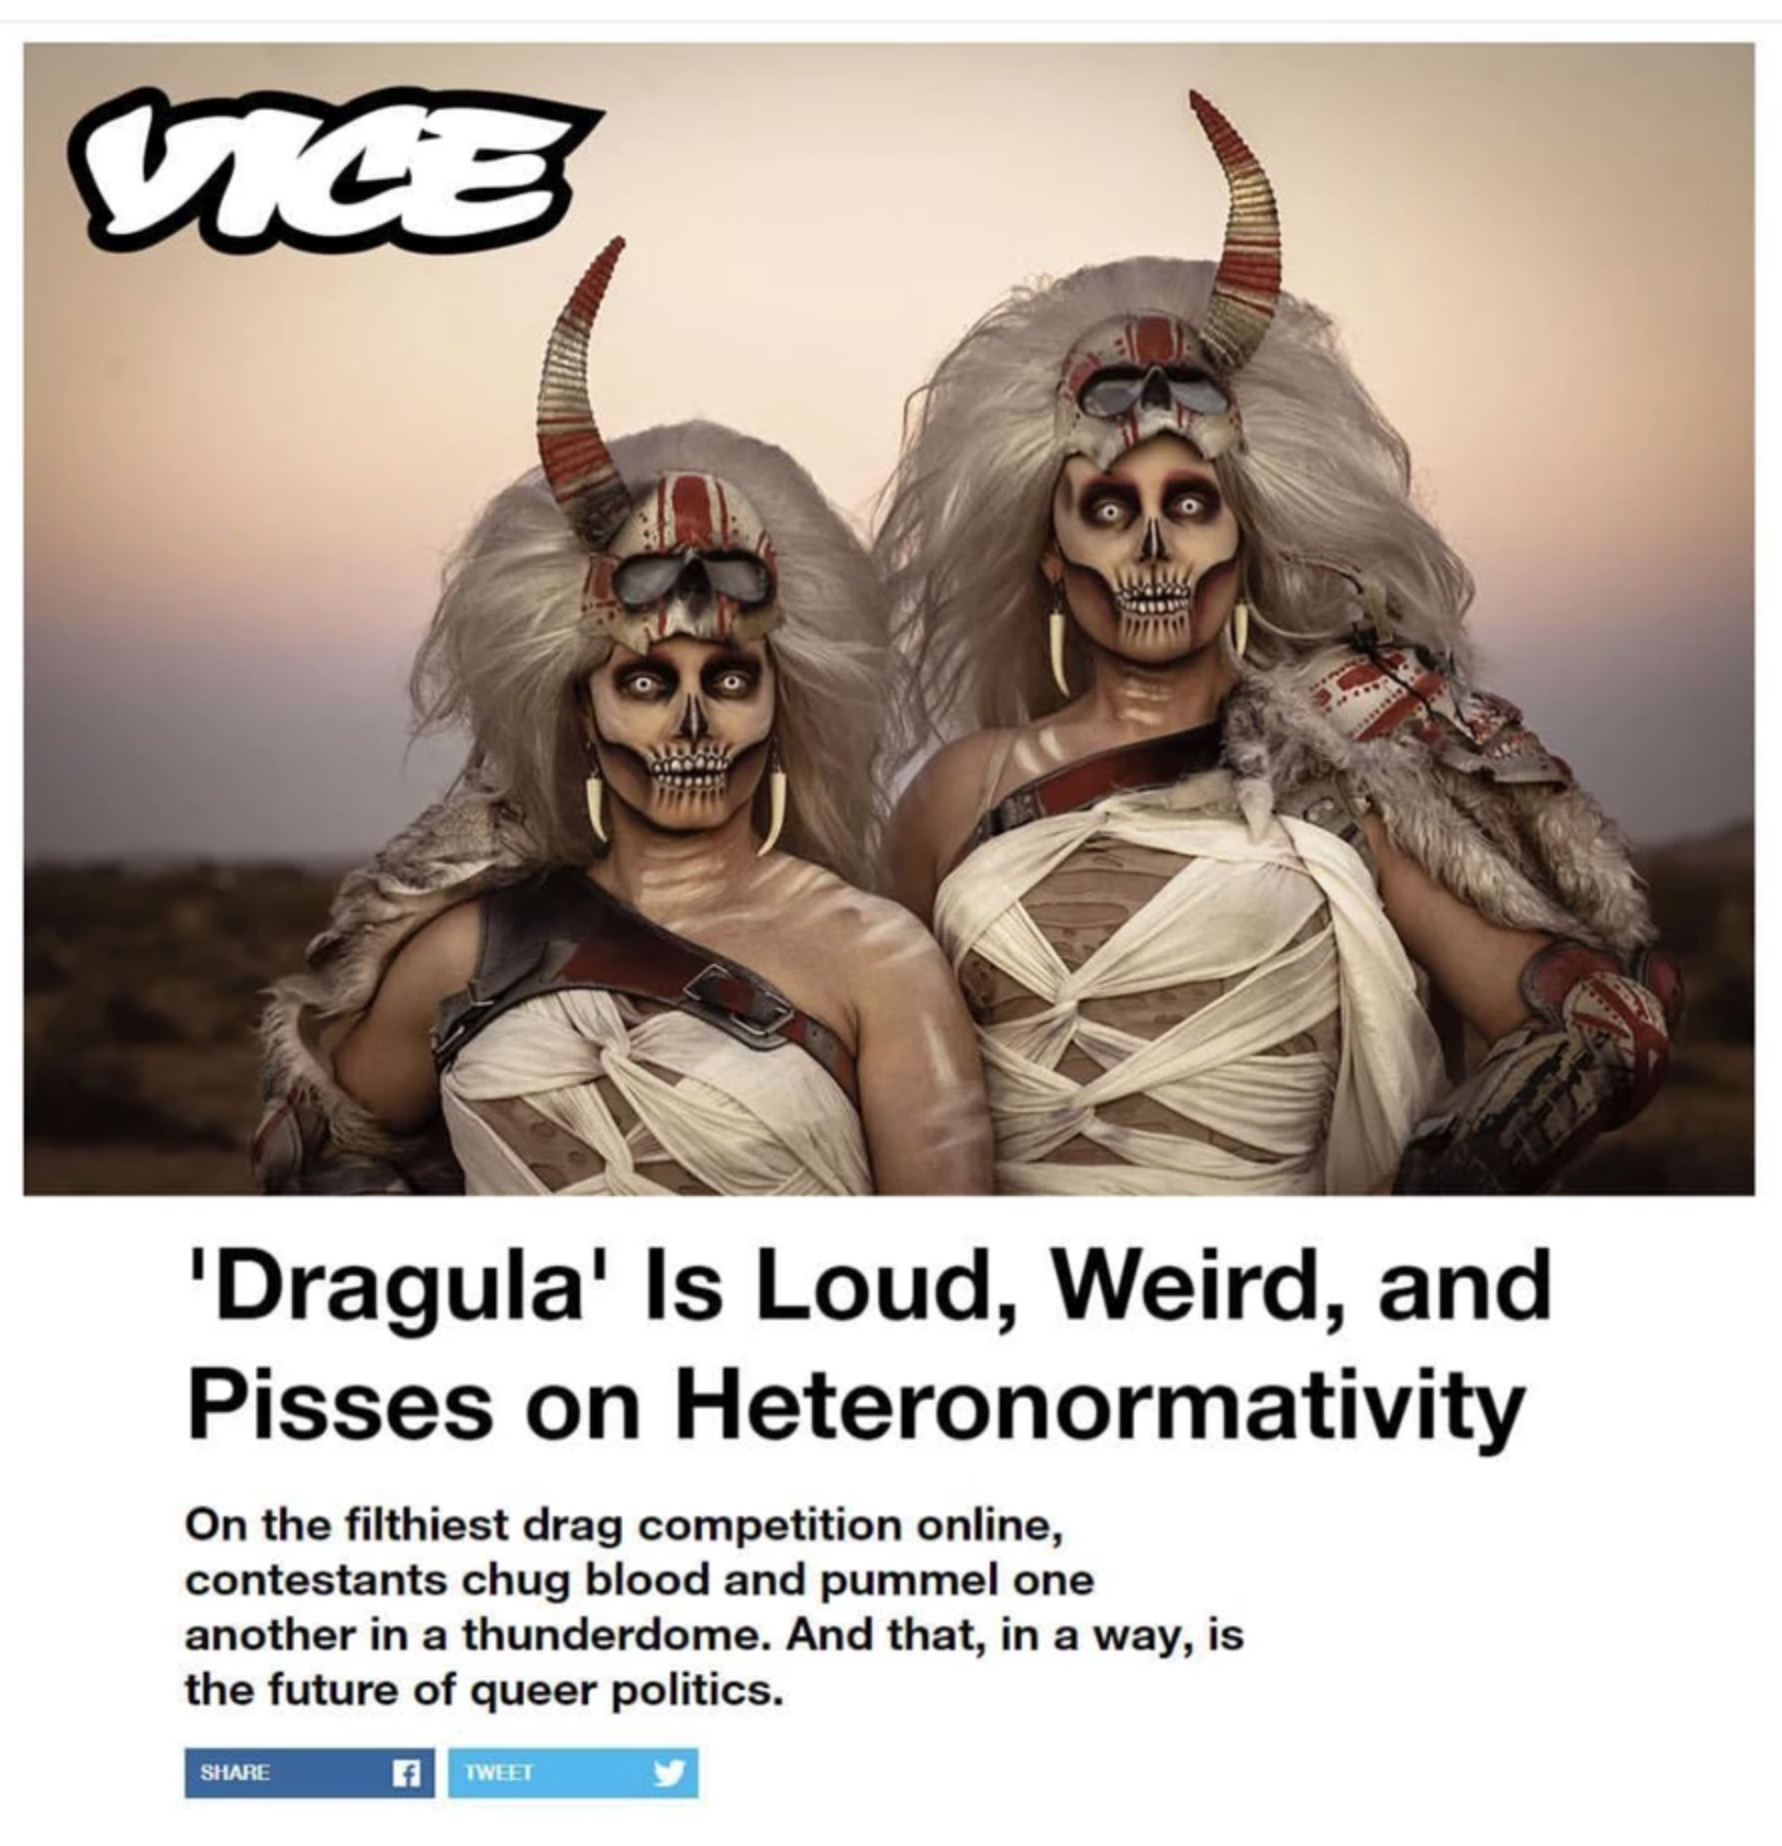 VICE
'Dragula' Is Loud, Weird, and
Pisses on Heteronormativity
On the filthiest drag competition online,
contestants chug blood and pummel one
another in a thunderdome. And that, in a way, is
the future of queer politics.
SHARE
TWEET